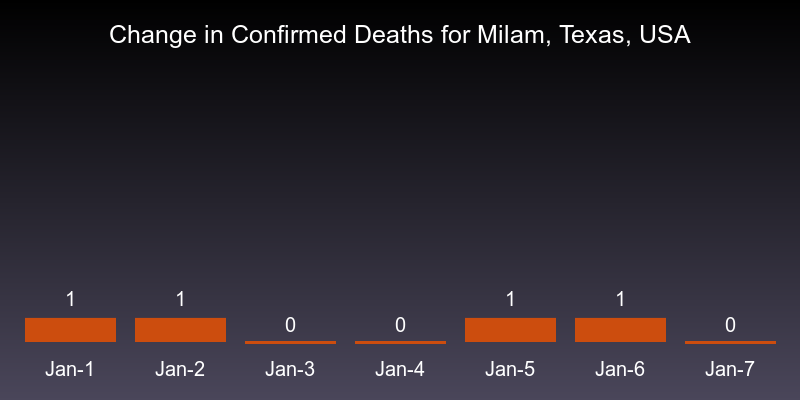 Change in Confirmed Deaths for Milam, Texas, USA
1 1 0 0 1 1 0
Jan-1 Jan-2 Jan-3 Jan-4 Jan-5 Jan-6 Jan-7